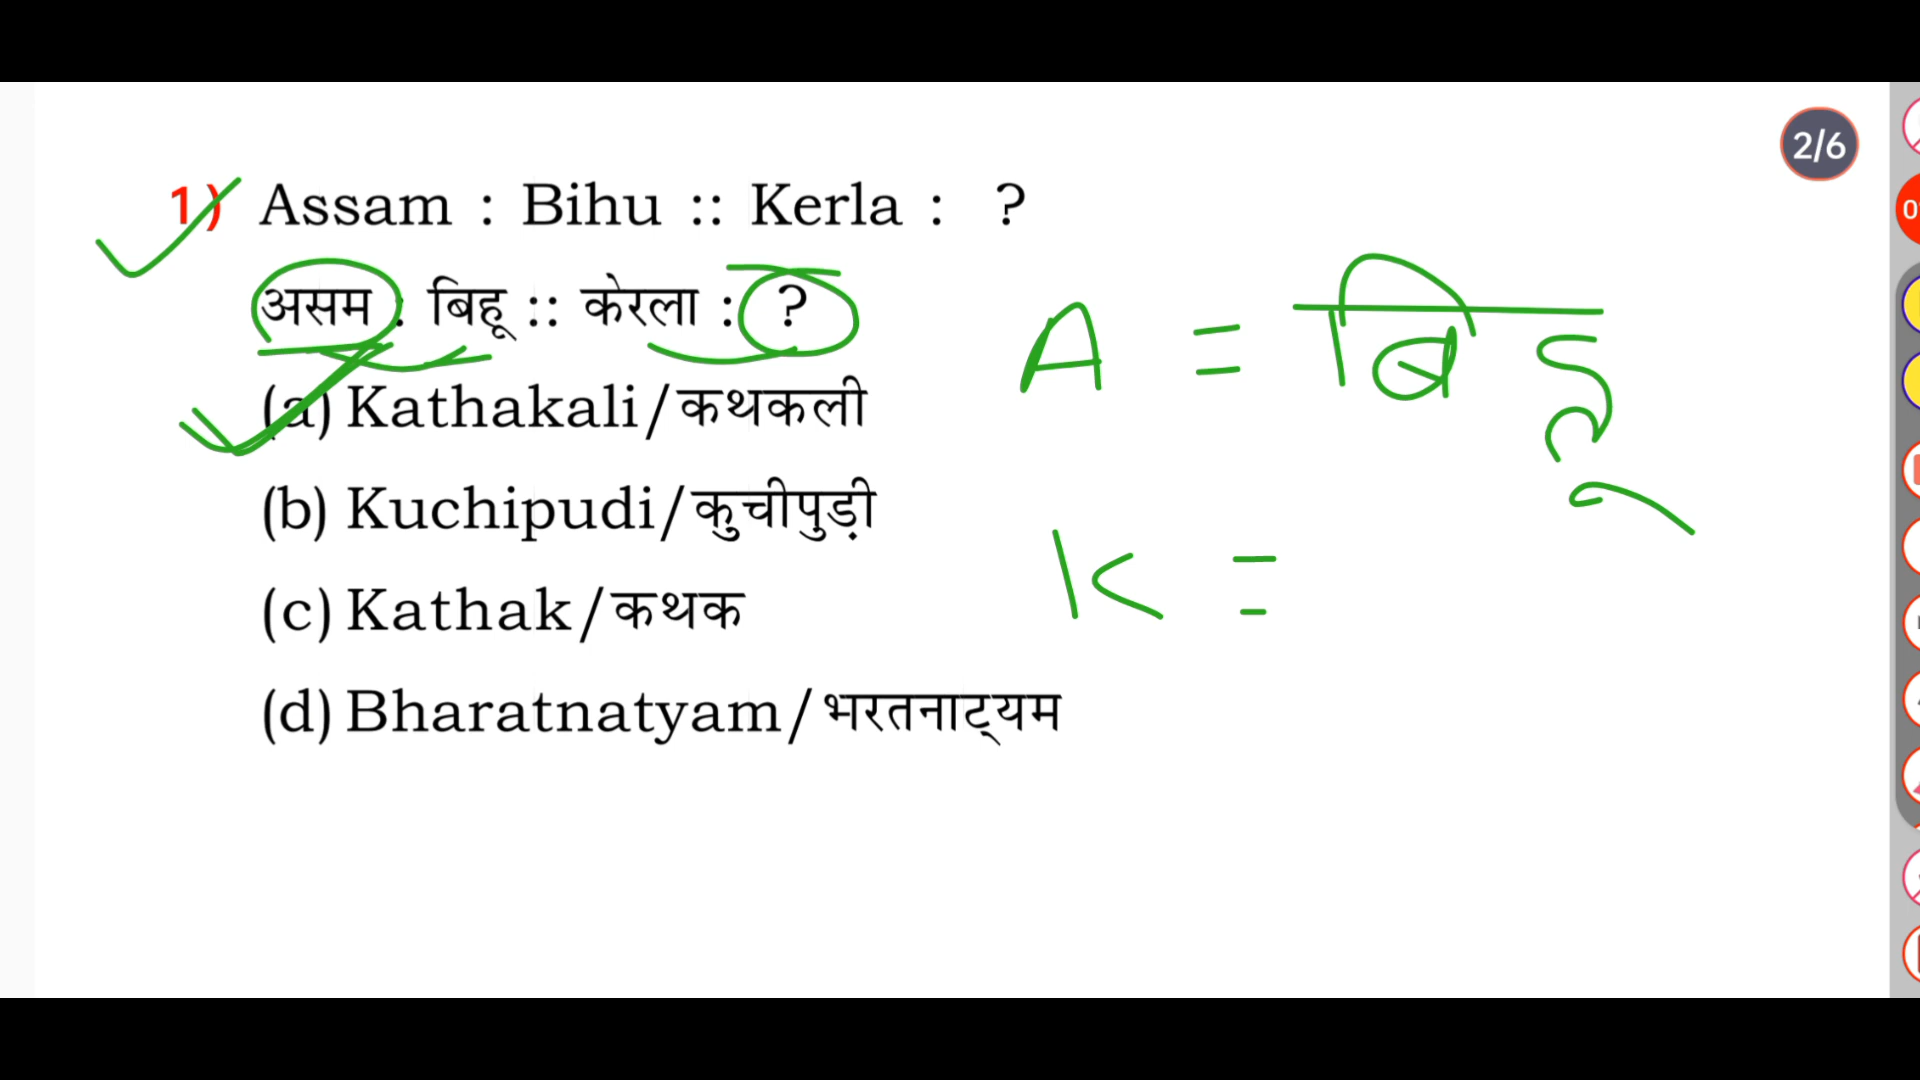 2/6
1) Assam : Bihu :: Kerla : ?
असम : बिहू :: केरला : ?
(a) Kathakali/कथकली
(b) Kuchipudi/कुचीपुड़ी
(c) Kathak/कथक
(d) Bharatnatyam/भरतनाट्यम
A = बिहू
K =